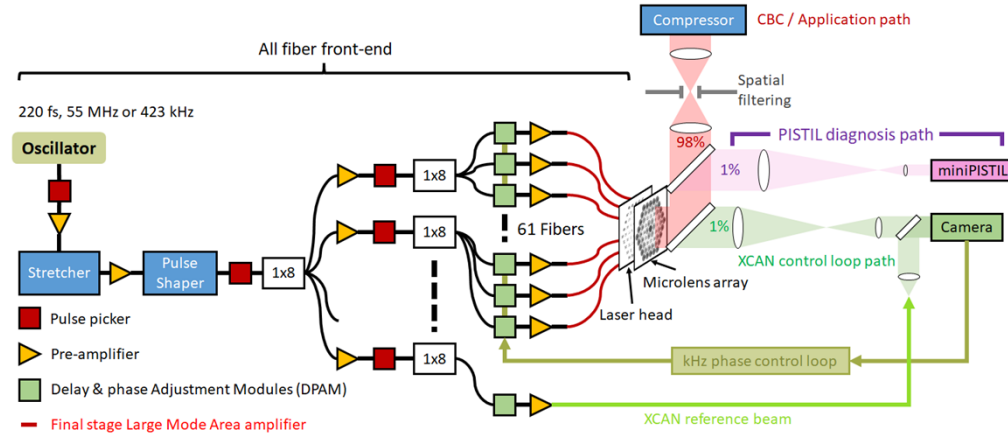 Compressor
CBC / Application path
All fiber front-end
Spatial
filtering
220 fs, 55 MHz or 423 kHz
Oscillator
98%
PISTIL diagnosis path
1%
miniPISTIL
1x8
1x8
61 Fibers
1%
Camera
XCAN control loop path
Stretcher
Pulse
Shaper
1x8
Microlens array
Laser head
Pulse picker
Pre-amplifier
1x8
kHz phase control loop
Delay & phase Adjustment Modules (DPAM)
XCAN reference beam
Final stage Large Mode Area amplifier